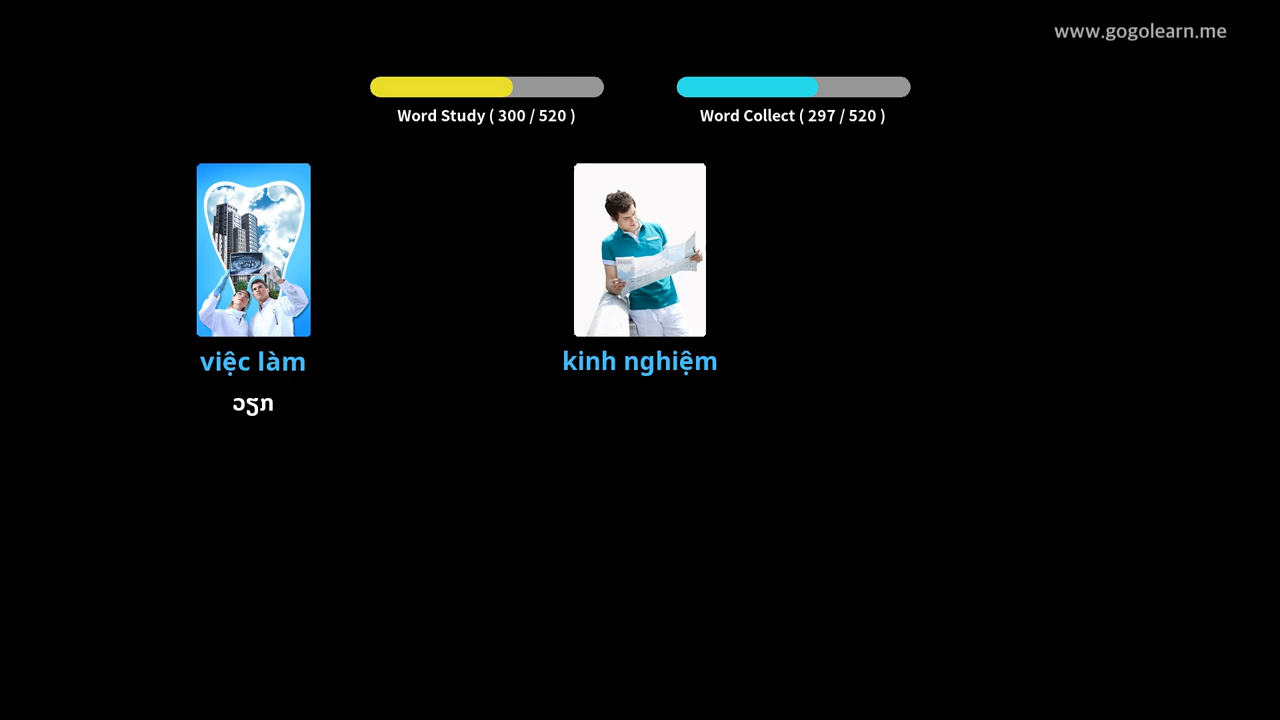 www.gogolearn.me
Word Study ( 300 / 520 )
Word Collect ( 297 / 520 )
việc làm
kinh nghiệm
ວຽກ